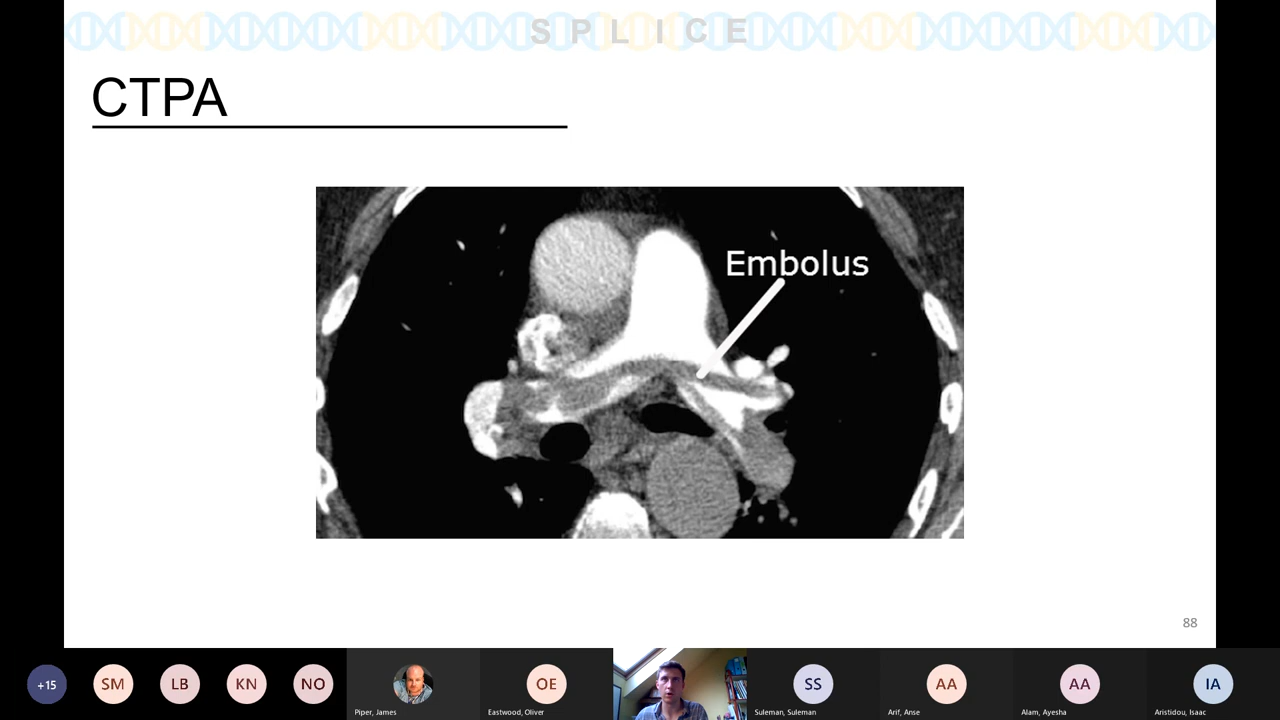 S P L I C E
CTPA
Embolus
88
+15
SM
LB
KN
NO
OE
SS
AA
AA
IA
Piper, James
Eastwood, Oliver
Suleman, Suleman
Arif, Anse
Alam, Ayesha
Aristidou, Isaac